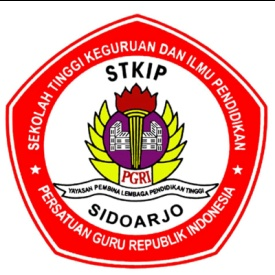 SEKOLAH TINGGI KEGURUAN DAN ILMU PENDIDIKAN
STKIP
PGRI
YAYASAN PEMBINA LEMBAGA PENDIDIKAN TINGGI
SIDOARJO
PERSATUAN GURU REPUBLIK INDONESIA